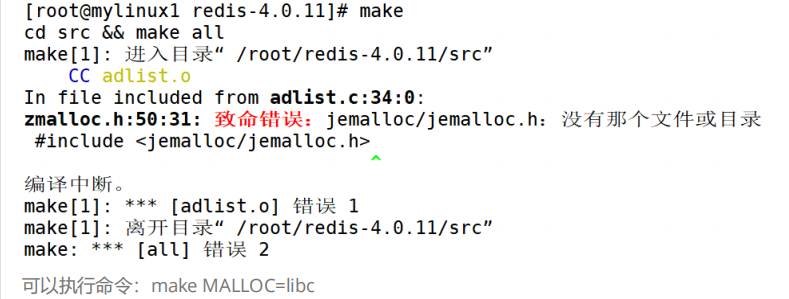 [root@mylinux1 redis-4.0.11]# make
cd src && make all
make[1]: 进入目录“ /root/redis-4.0.11/src”
    CC adlist.o
In file included from adlist.c:34:0:
zmalloc.h:50:31: 致命错误：jemalloc/jemalloc.h：没有那个文件或目录
 #include <jemalloc/jemalloc.h>
                               ^
编译中断。
make[1]: *** [adlist.o] 错误 1
make[1]: 离开目录“ /root/redis-4.0.11/src”
make: *** [all] 错误 2
可以执行命令：make MALLOC=libc